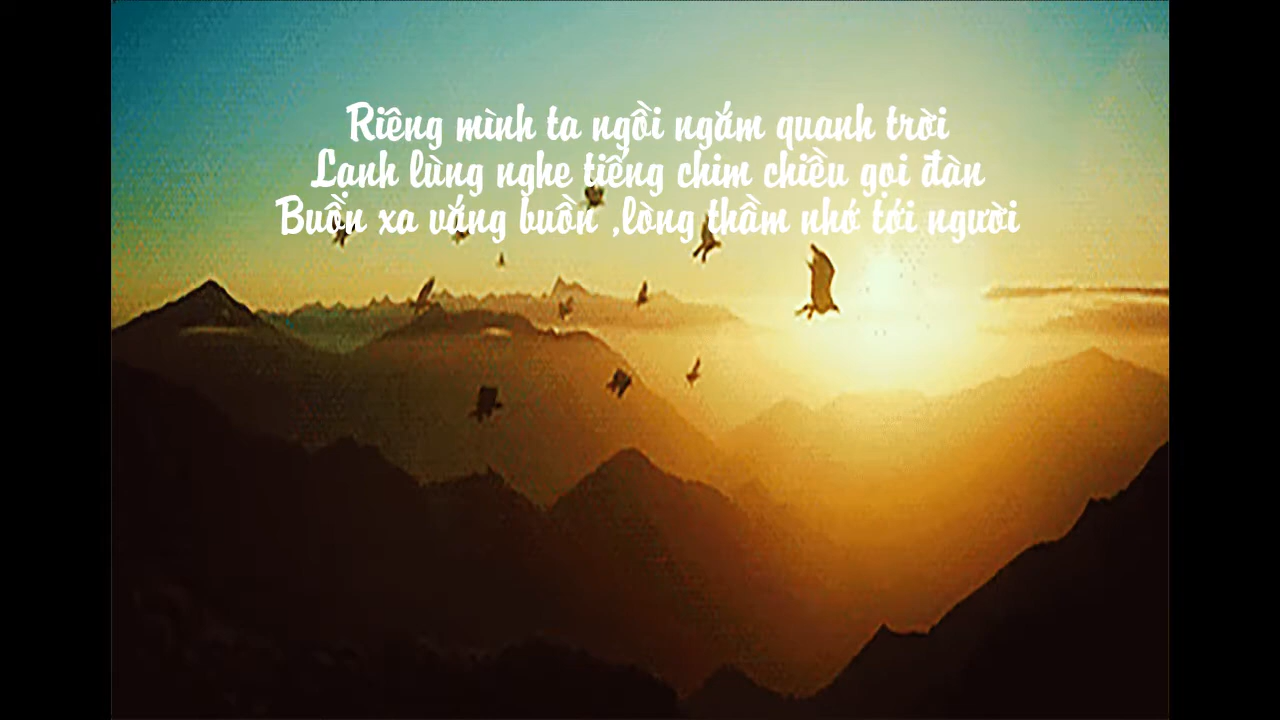 Riêng mình ta ngồi ngắm quanh trời
Lạnh lùng nghe tiếng chim chiều gọi đàn
Buồn xa vắng buồn ,lòng thầm nhớ tới người